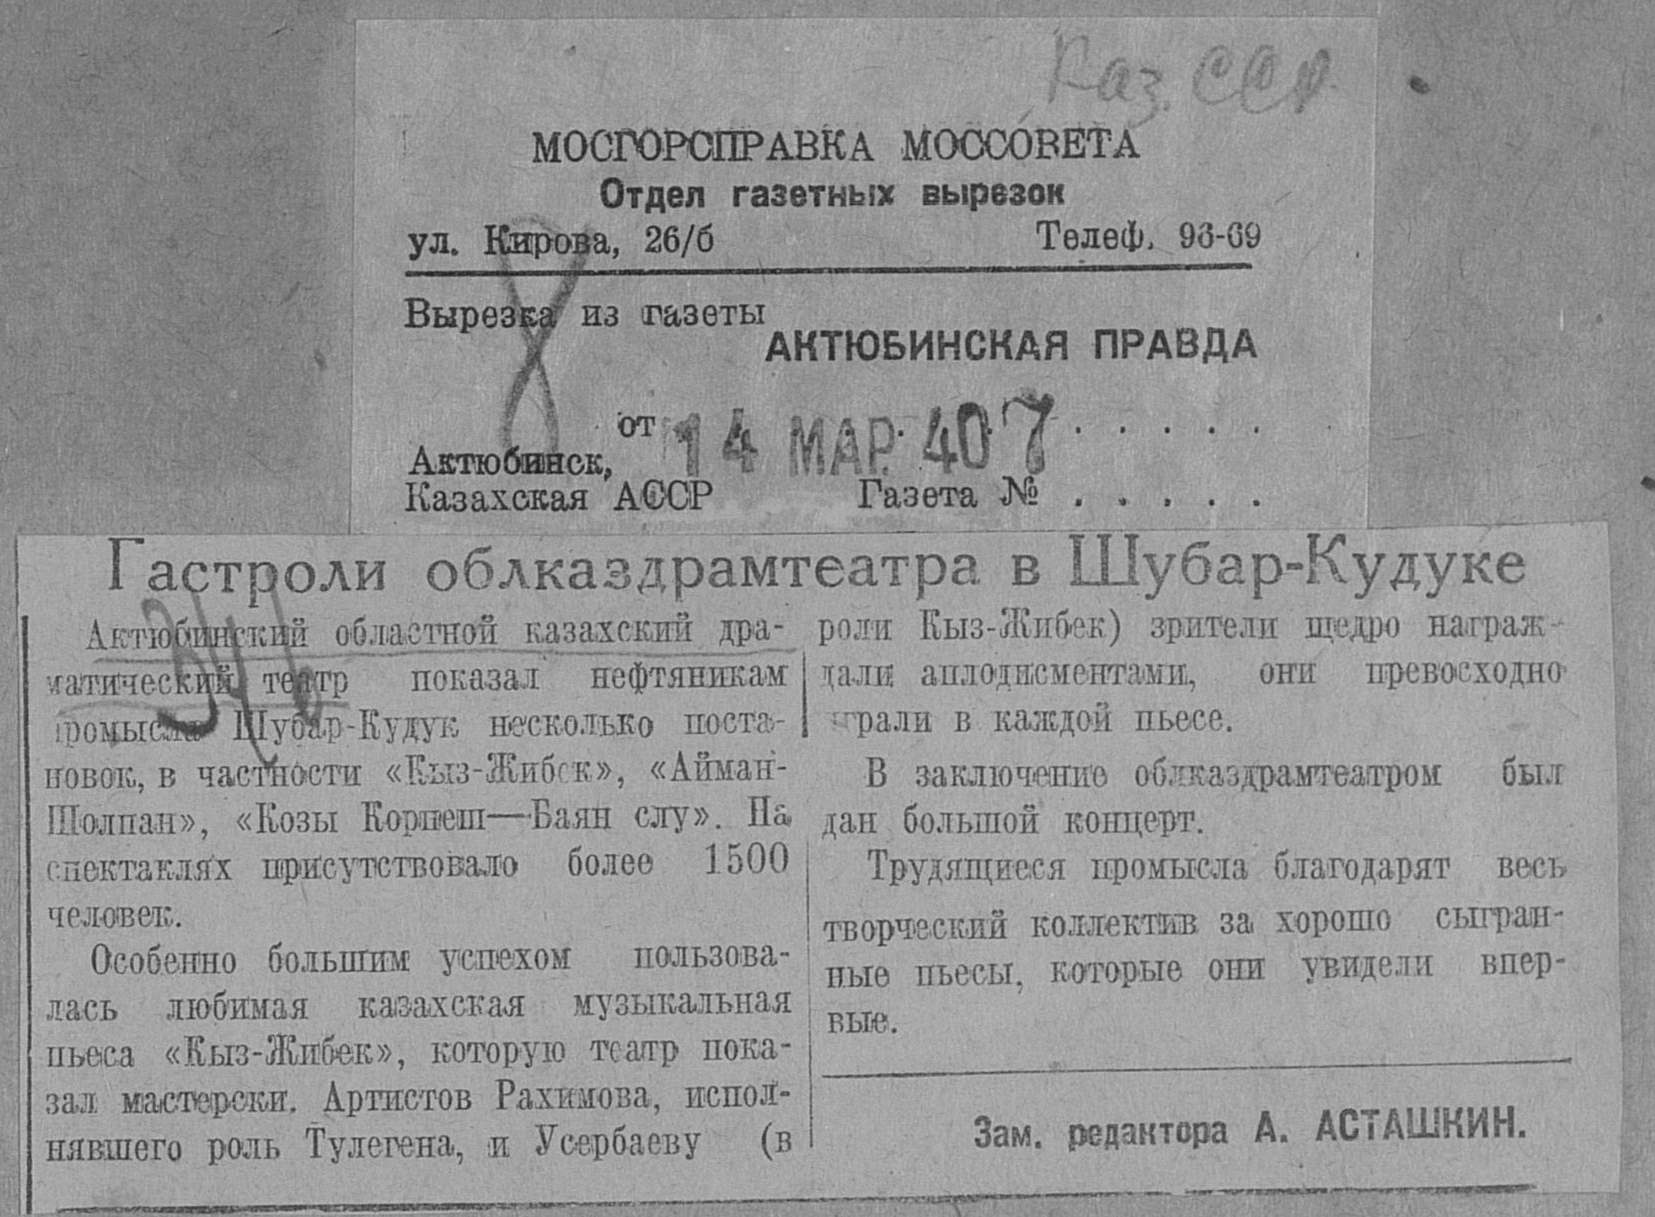 Каз. ССР
МОСГОРСПРАВКА МОССОВЕТА
Отдел газетных вырезок
ул. Кирова, 26/б Телеф. 96-69
Вырезка из газеты
АКТЮБИНСКАЯ ПРАВДА
от 14 МАР. 40 7 . . . . .
Актюбинск,
Казахская АССР Газета № . . . . .
Гастроли облказдрамтеатра в Шубар-Кудуке
Актюбинский областной казахский дра-
матический театр показал нефтяникам
промысла Шубар-Кудук несколько поста-
новок, в частности «Кыз-Жибек», «Айман-
Шолпан», «Козы Корпеш—Баян слу». На
спектаклях присутствовало более 1500
человек.
Особенно большим успехом пользова-
лась любимая казахская музыкальная
пьеса «Кыз-Жибек», которую театр пока-
зал мастерски. Артистов Рахимова, испол-
нявшего роль Тулегена, и Усербаеву (в
роли Кыз-Жибек) зрители щедро награж-
дали аплодисментами, они превосходно
играли в каждой пьесе.
В заключение облказдрамтеатром был
дан большой концерт.
Трудящиеся промысла благодарят весь
творческий коллектив за хорошо сыгран-
ные пьесы, которые они увидели впер-
вые.
Зам. редактора А. АСТАШКИН.